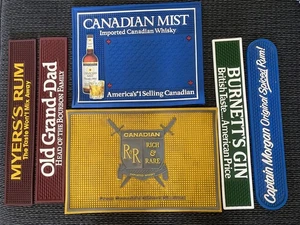 MYERS'S RUM
Old Grand-Dad
HEAD OF THE BOURBON FAMILY
CANADIAN MIST
Imported Canadian Whisky
America's #1 Selling Canadian
CANADIAN
R&R
RICH &
RARE
BURNETT'S GIN
British Taste... American Price
Captain Morgan Original Spiced Rum!